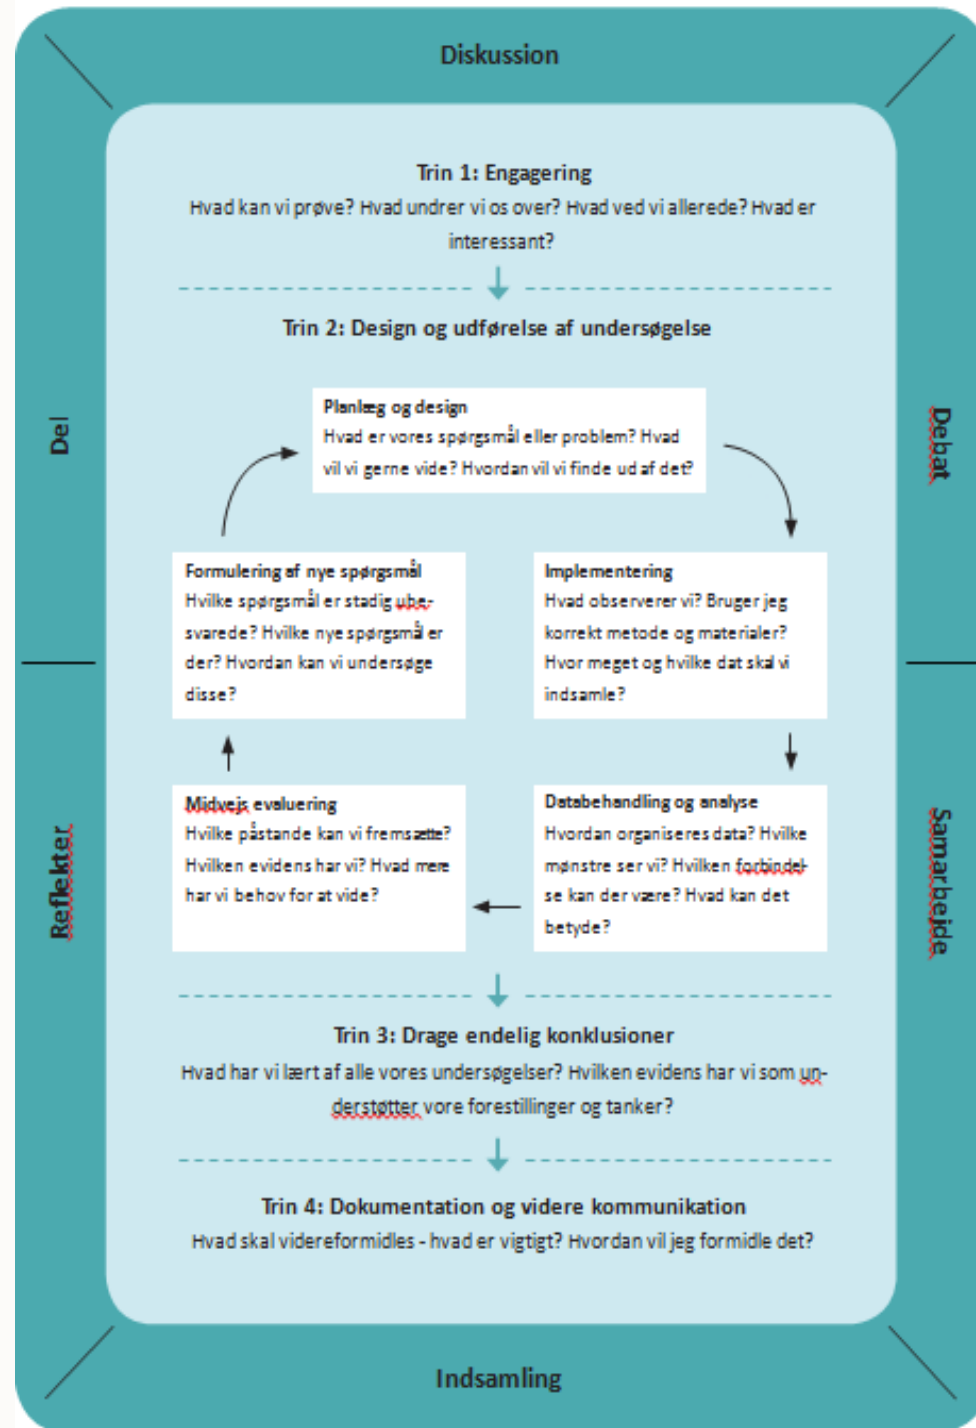 Diskussion
Trin 1: Engagering
Hvad kan vi prøve? Hvad undrer vi os over? Hvad ved vi allerede? Hvad er
interessant?
Trin 2: Design og udførelse af undersøgelse
Del
Debat
Planlæg og design
Hvad er vores spørgsmål eller problem? Hvad
vil vi gerne vide? Hvordan vil vi finde ud af det?
Formulering af nye spørgsmål
Hvilke spørgsmål er stadig ube-
svarede? Hvilke nye spørgsmål er
der? Hvordan kan vi undersøge
disse?
Implementering
Hvad observerer vi? Bruger jeg
korrekt metode og materialer?
Hvor meget og hvilke dat skal vi
indsamle?
Midvejs evaluering
Hvilke påstande kan vi fremsætte?
Hvilken evidens har vi? Hvad mere
har vi behov for at vide?
Databehandling og analyse
Hvordan organiseres data? Hvilke
mønstre ser vi? Hvilken forbindel-
se kan der være? Hvad kan det
betyde?
Reflekter
Samarbejde
Trin 3: Drage endelig konklusioner
Hvad har vi lært af alle vores undersøgelser? Hvilken evidens har vi som un-
derstøtter vore forestillinger og tanker?
Trin 4: Dokumentation og videre kommunikation
Hvad skal videreformidles - hvad er vigtigt? Hvordan vil jeg formidle det?
Indsamling